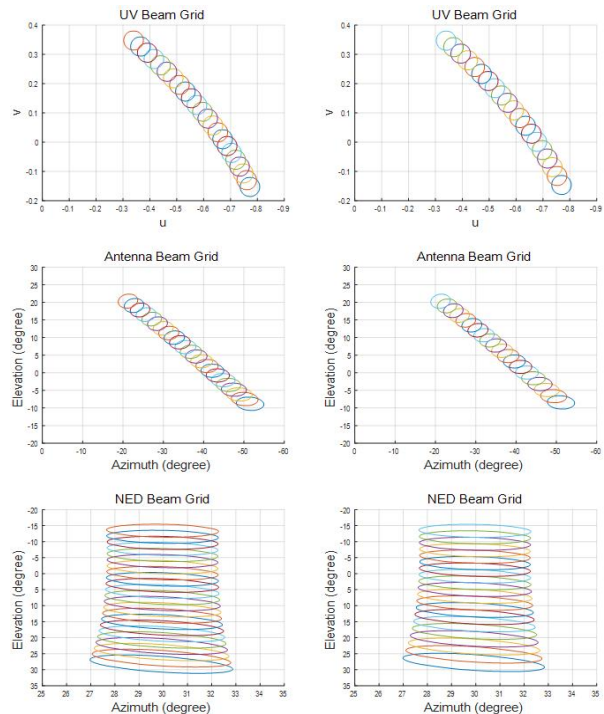 UV Beam Grid
0.4
0.3
0.2
0.1
0
-0.1
-0.2
v
0 -0.1 -0.2 -0.3 -0.4 -0.5 -0.6 -0.7 -0.8 -0.9
u
UV Beam Grid
0.4
0.3
0.2
0.1
0
-0.1
-0.2
v
0 -0.1 -0.2 -0.3 -0.4 -0.5 -0.6 -0.7 -0.8 -0.9
u
Antenna Beam Grid
30
25
20
15
10
5
0
-5
-10
-15
-20
Elevation (degree)
0 -10 -20 -30 -40 -50 -60
Azimuth (degree)
Antenna Beam Grid
30
25
20
15
10
5
0
-5
-10
-15
-20
Elevation (degree)
0 -10 -20 -30 -40 -50 -60
Azimuth (degree)
NED Beam Grid
-20
-15
-10
-5
0
5
10
15
20
25
30
35
Elevation (degree)
25 26 27 28 29 30 31 32 33 34 35
Azimuth (degree)
NED Beam Grid
-20
-15
-10
-5
0
5
10
15
20
25
30
35
Elevation (degree)
25 26 27 28 29 30 31 32 33 34 35
Azimuth (degree)